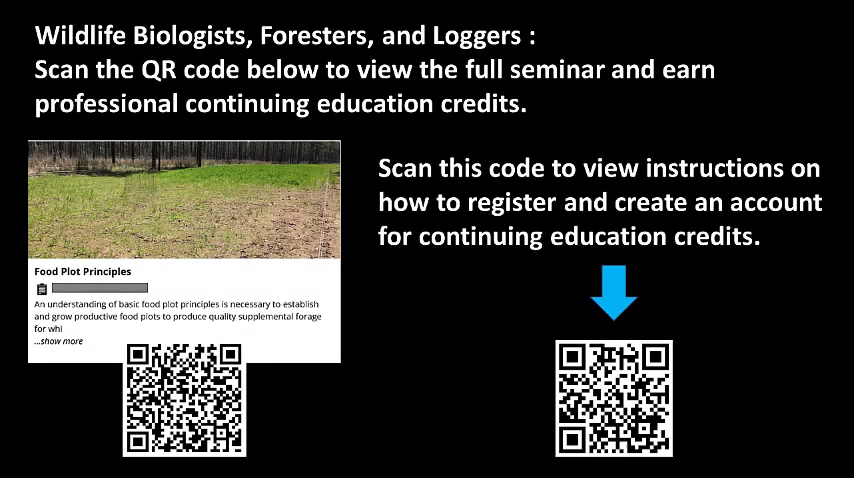 Wildlife Biologists, Foresters, and Loggers :
Scan the QR code below to view the full seminar and earn
professional continuing education credits.
Scan this code to view instructions on
how to register and create an account
for continuing education credits.
Food Plot Principles
An understanding of basic food plot principles is necessary to establish
and grow productive food plots to produce quality supplemental forage
for whi
...show more